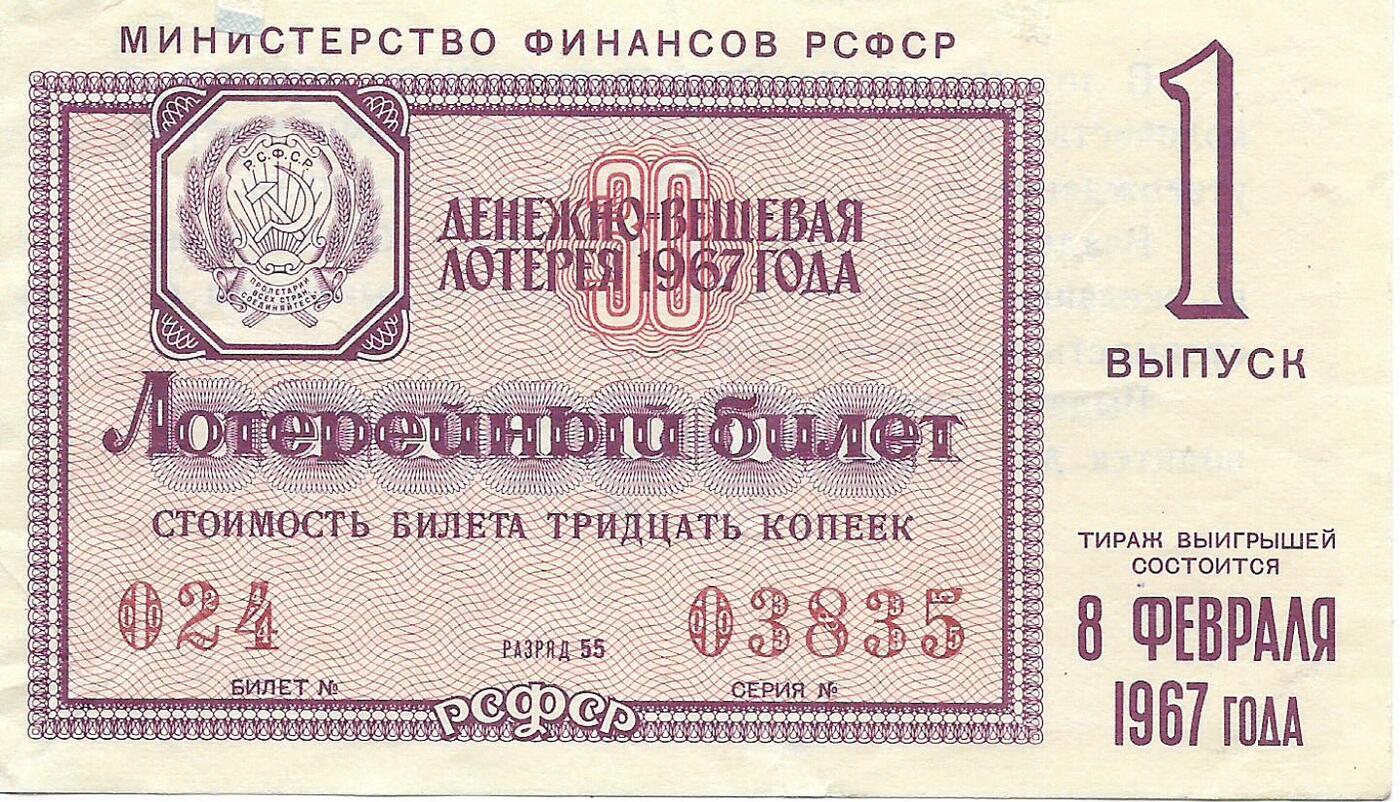 МИНИСТЕРСТВО ФИНАНСОВ РСФСР
Р.С.Ф.С.Р.
ПРОЛЕТАРИИ
ВСЕХ СТРАН,
СОЕДИНЯЙТЕСЬ!
30
ДЕНЕЖНО-ВЕЩЕВАЯ
ЛОТЕРЕЯ 1967 ГОДА
Лотерейный билет
СТОИМОСТЬ БИЛЕТА ТРИДЦАТЬ КОПЕЕК
024 03835
РАЗРЯД 55
БИЛЕТ № СЕРИЯ №
РСФСР
1
ВЫПУСК
ТИРАЖ ВЫИГРЫШЕЙ
СОСТОИТСЯ
8 ФЕВРАЛЯ
1967 ГОДА